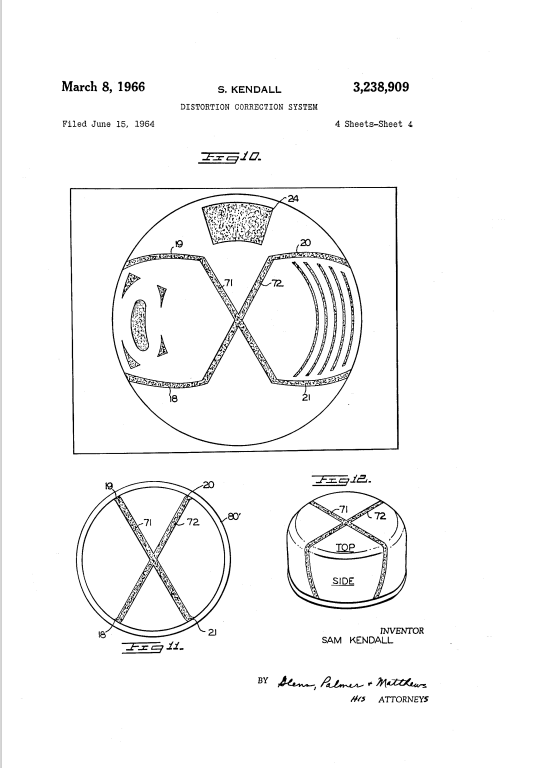 March 8, 1966 S. KENDALL 3,238,909
DISTORTION CORRECTION SYSTEM
Filed June 15, 1964 4 Sheets-Sheet 4
Fig 10.
24
19 20
71 72
18 21
19 20 80'
71 72
18 21
Fig 11.
Fig 12.
71 72
TOP
SIDE
INVENTOR
SAM KENDALL
BY Glenn, Palmer & Matthews
HIS ATTORNEYS